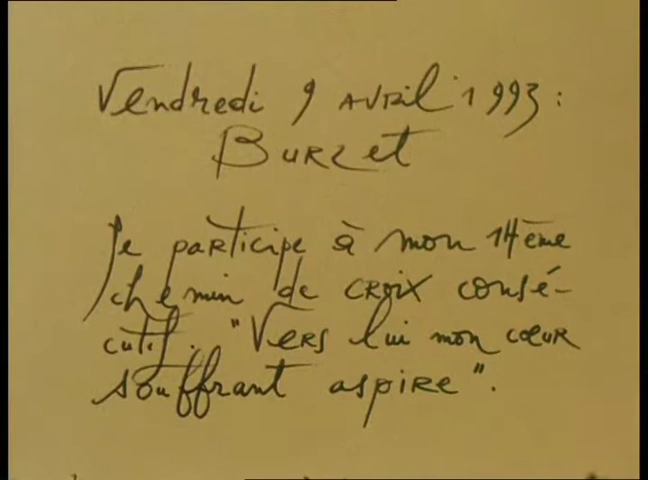 Vendredi 9 avril 1993 :
Burzet
Je participe à mon 14ème
chemin de croix consé-
cutif. "Vers lui mon cœur
souffrant aspire".